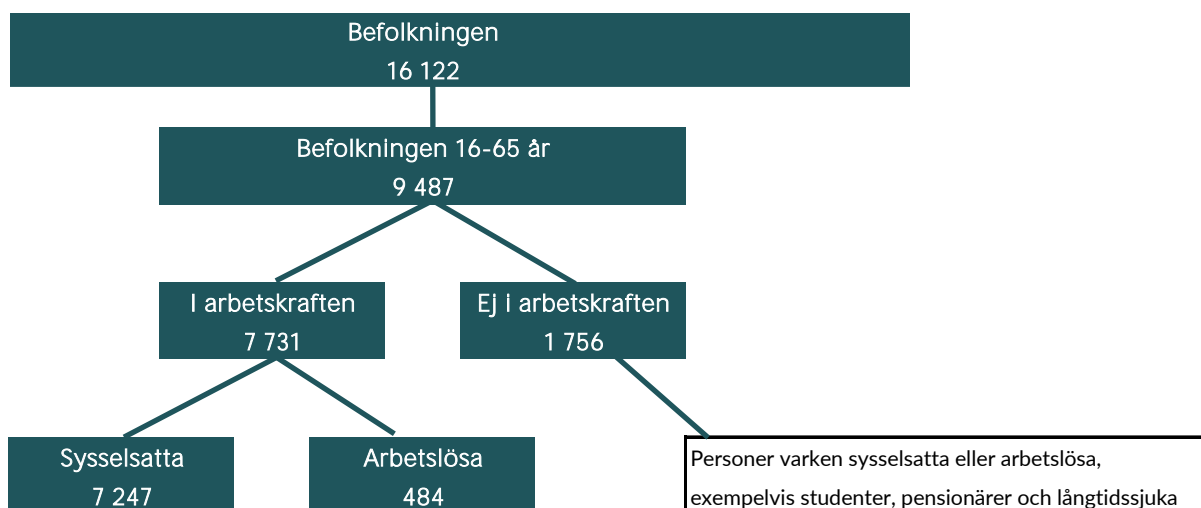 Befolkningen
16 122
Befolkningen 16-65 år
9 487
I arbetskraften
7 731
Ej i arbetskraften
1 756
Sysselsatta
7 247
Arbetslösa
484
Personer varken sysselsatta eller arbetslösa,
exempelvis studenter, pensionärer och långtidssjuka